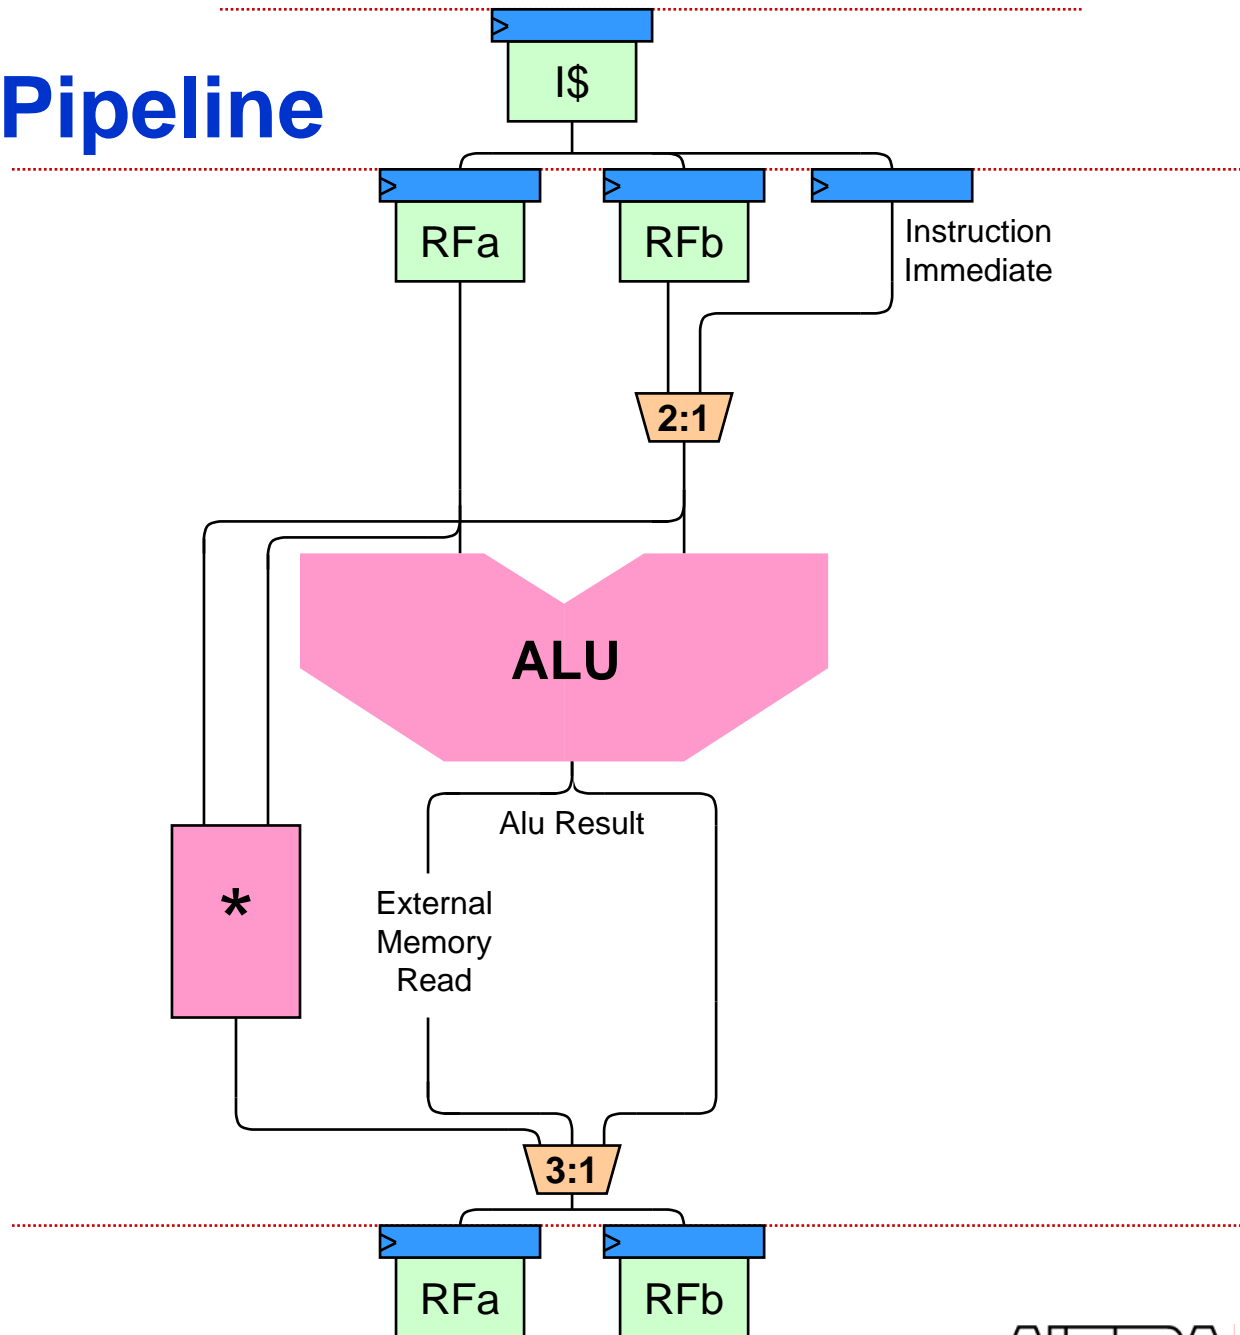 I$
Pipeline
RFa
RFb
Instruction
Immediate
2:1
ALU
Alu Result
*
External
Memory
Read
3:1
RFa
RFb